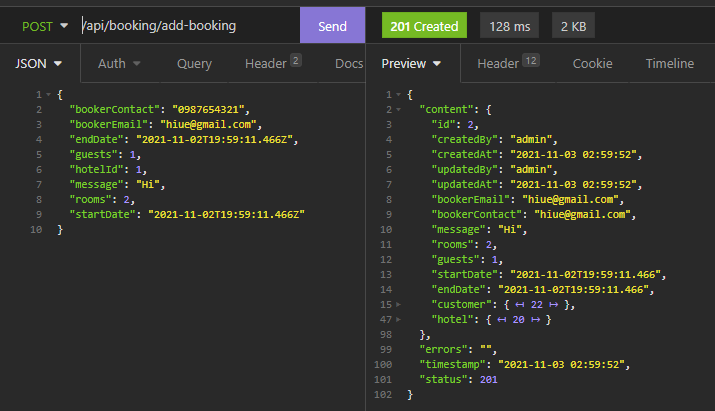 POST /api/booking/add-booking Send 201 Created 128 ms 2 KB
JSON Auth Query Header 2 Docs Preview Header 12 Cookie Timeline
1 {
2 "bookerContact": "0987654321",
3 "bookerEmail": "hiue@gmail.com",
4 "endDate": "2021-11-02T19:59:11.466Z",
5 "guests": 1,
6 "hotelId": 1,
7 "message": "Hi",
8 "rooms": 2,
9 "startDate": "2021-11-02T19:59:11.466Z"
10 }
1 {
2 "content": {
3 "id": 2,
4 "createdBy": "admin",
5 "createdAt": "2021-11-03 02:59:52",
6 "updatedBy": "admin",
7 "updatedAt": "2021-11-03 02:59:52",
8 "bookerEmail": "hiue@gmail.com",
9 "bookerContact": "hiue@gmail.com",
10 "message": "Hi",
11 "rooms": 2,
12 "guests": 1,
13 "startDate": "2021-11-02T19:59:11.466",
14 "endDate": "2021-11-02T19:59:11.466",
15 "customer": { ↤ 22 ↦ },
47 "hotel": { ↤ 20 ↦ }
98 },
99 "errors": "",
100 "timestamp": "2021-11-03 02:59:52",
101 "status": 201
102 }